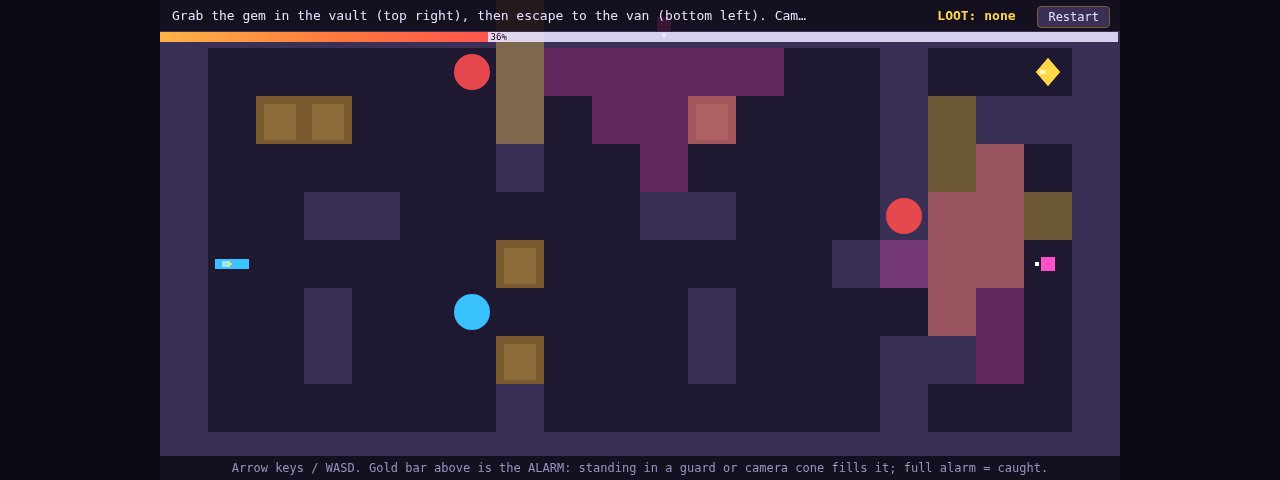 Grab the gem in the vault (top right), then escape to the van (bottom left). Cam…
LOOT: none
Restart
36%
Arrow keys / WASD. Gold bar above is the ALARM: standing in a guard or camera cone fills it; full alarm = caught.